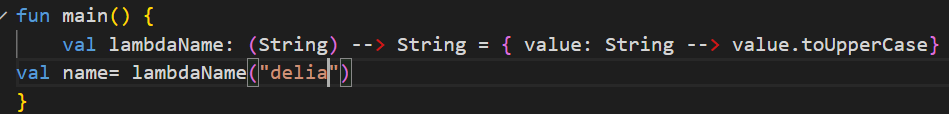 fun main() {
val lambdaName: (String) --> String = { value: String --> value.toUpperCase}
val name= lambdaName("delia")
}